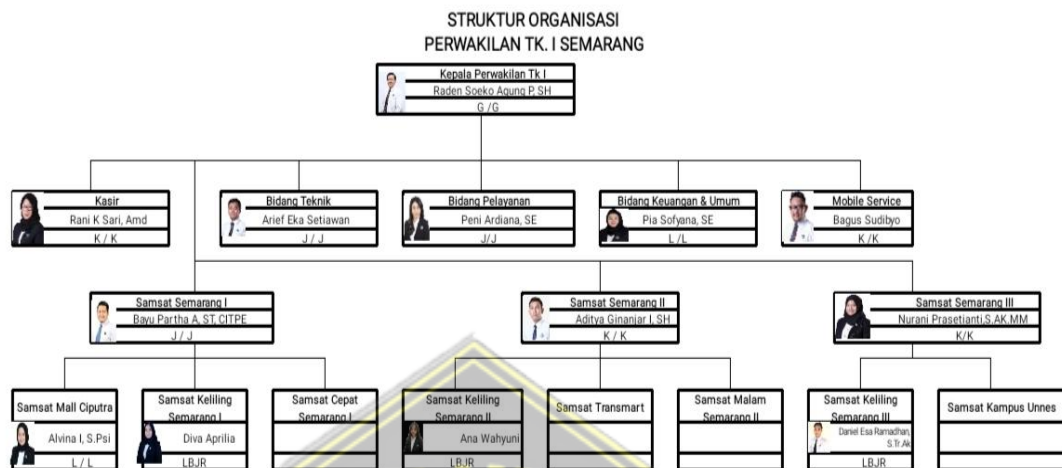 STRUKTUR ORGANISASI
PERWAKILAN TK. I SEMARANG
Kepala Perwakilan Tk I
Raden Soeko Agung P, SH
G /G
Kasir
Rani K Sari, Amd
K / K
Bidang Teknik
Arief Eka Setiawan
J / J
Bidang Pelayanan
Peni Ardiana, SE
J/J
Bidang Keuangan & Umum
Pia Sofyana, SE
L /L
Mobile Service
Bagus Sudibyo
K /K
Samsat Semarang I
Bayu Partha A, ST, CITPE
J / J
Samsat Semarang II
Aditya Ginanjar I, SH
K / K
Samsat Semarang III
Nurani Prasetianti,S.AK,MM
K/K
Samsat Mall Ciputra
Alvina I, S.Psi
L / L
Samsat Keliling
Semarang I
Diva Aprilia
LBJR
Samsat Cepat
Semarang I
Samsat Keliling
Semarang II
Ana Wahyuni
LBJR
Samsat Transmart
Samsat Malam
Semarang II
Samsat Keliling
Semarang III
Daniel Esa Ramadhan,
S.Tr.Ak
LBJR
Samsat Kampus Unnes